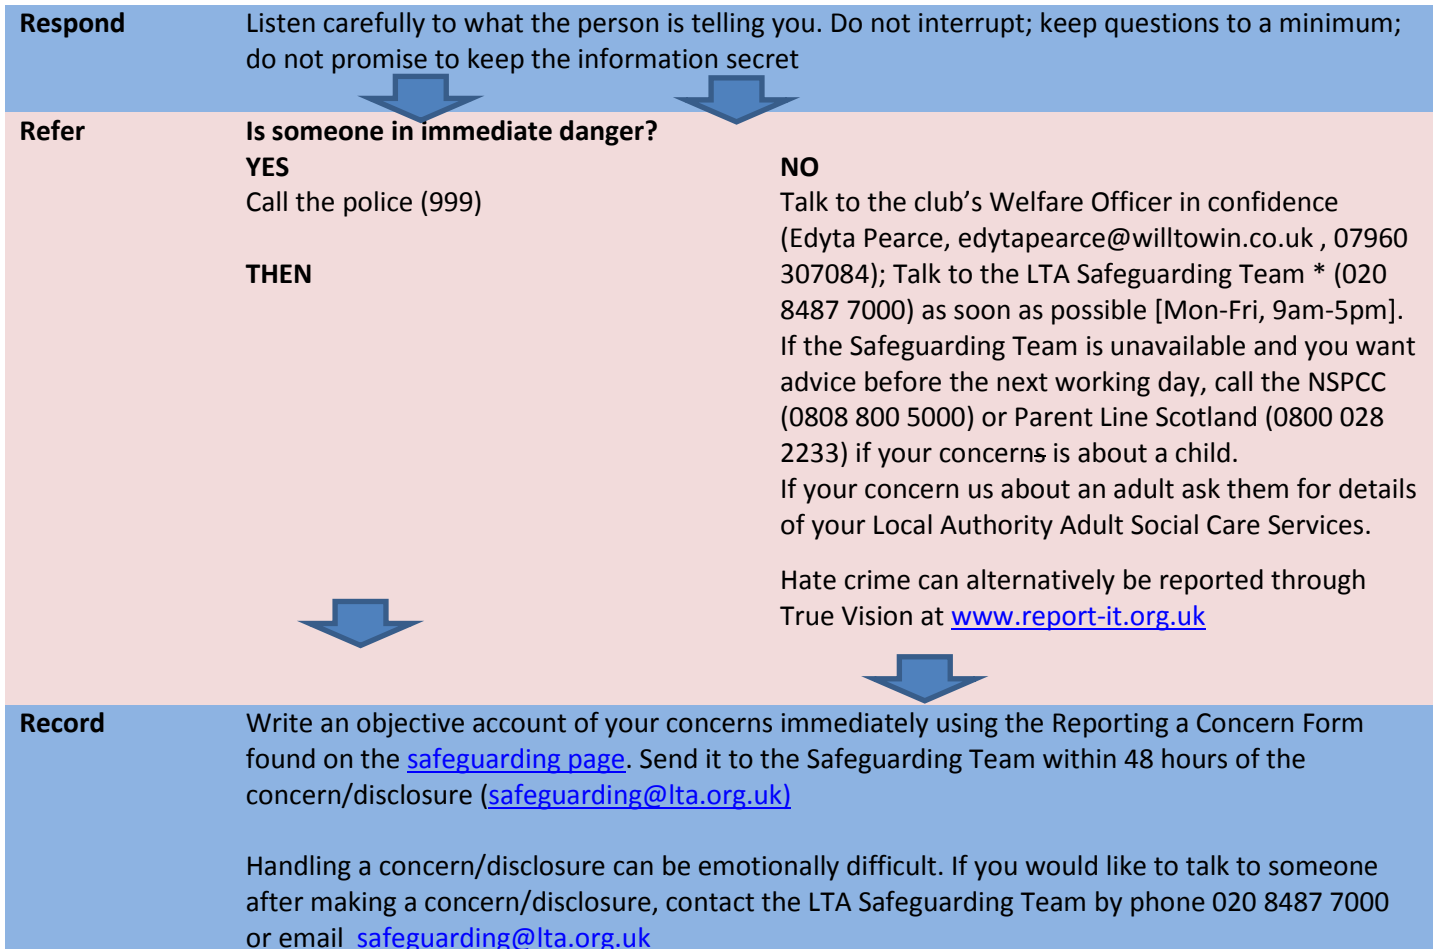 Respond
Listen carefully to what the person is telling you. Do not interrupt; keep questions to a minimum;
do not promise to keep the information secret
Refer
Is someone in immediate danger?
YES
Call the police (999)
THEN
NO
Talk to the club’s Welfare Officer in confidence
(Edyta Pearce, edytapearce@willtowin.co.uk , 07960
307084); Talk to the LTA Safeguarding Team * (020
8487 7000) as soon as possible [Mon-Fri, 9am-5pm].
If the Safeguarding Team is unavailable and you want
advice before the next working day, call the NSPCC
(0808 800 5000) or Parent Line Scotland (0800 028
2233) if your concerns is about a child.
If your concern us about an adult ask them for details
of your Local Authority Adult Social Care Services.
Hate crime can alternatively be reported through
True Vision at www.report-it.org.uk
Record
Write an objective account of your concerns immediately using the Reporting a Concern Form
found on the safeguarding page. Send it to the Safeguarding Team within 48 hours of the
concern/disclosure (safeguarding@lta.org.uk)
Handling a concern/disclosure can be emotionally difficult. If you would like to talk to someone
after making a concern/disclosure, contact the LTA Safeguarding Team by phone 020 8487 7000
or email  safeguarding@lta.org.uk